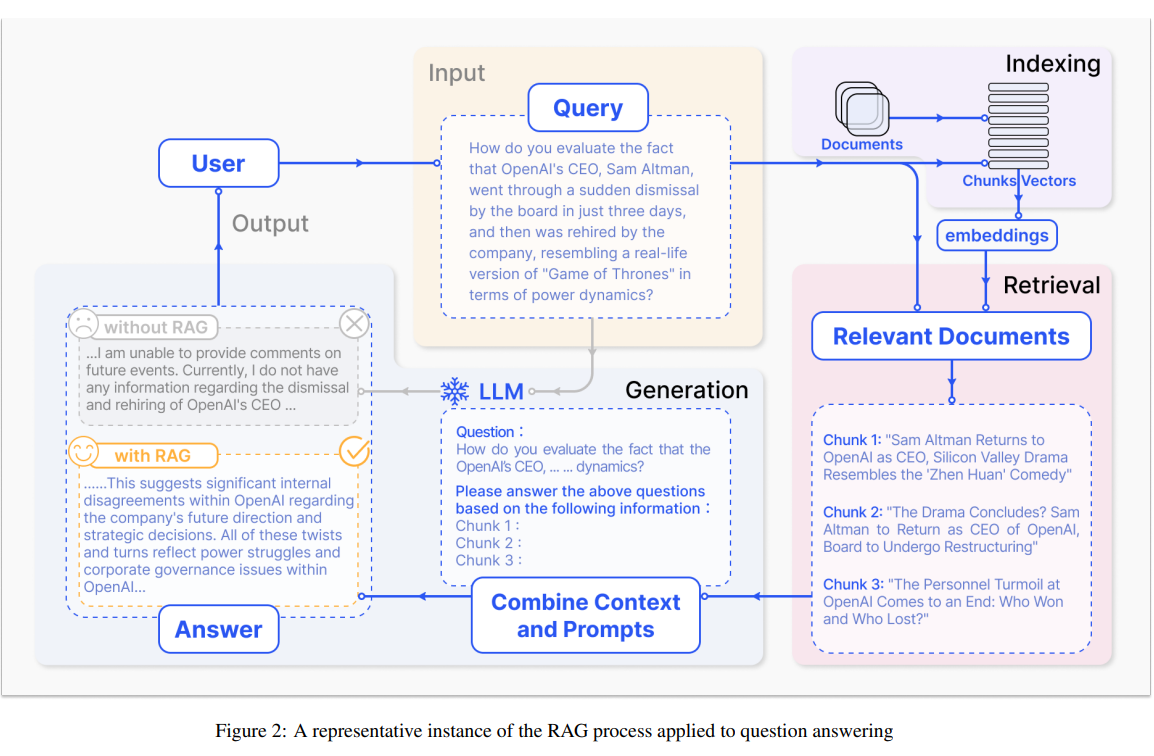 Input
Query
How do you evaluate the fact
that OpenAI's CEO, Sam Altman,
went through a sudden dismissal
by the board in just three days,
and then was rehired by the
company, resembling a real-life
version of "Game of Thrones" in
terms of power dynamics?
Indexing
Documents
Chunks Vectors
embeddings
User
Output
Retrieval
Relevant Documents
Chunk 1: "Sam Altman Returns to
OpenAI as CEO, Silicon Valley Drama
Resembles the 'Zhen Huan' Comedy"
Chunk 2: "The Drama Concludes? Sam
Altman to Return as CEO of OpenAI,
Board to Undergo Restructuring"
Chunk 3: "The Personnel Turmoil at
OpenAI Comes to an End: Who Won
and Who Lost?"
LLM
Generation
Question：
How do you evaluate the fact that the
OpenAI's CEO, ... ... dynamics?
Please answer the above questions
based on the following information：
Chunk 1 :
Chunk 2 :
Chunk 3 :
Combine Context
and Prompts
without RAG
...I am unable to provide comments on
future events. Currently, I do not have
any information regarding the dismissal
and rehiring of OpenAI's CEO ...
with RAG
......This suggests significant internal
disagreements within OpenAI regarding
the company's future direction and
strategic decisions. All of these twists
and turns reflect power struggles and
corporate governance issues within
OpenAI...
Answer
Figure 2: A representative instance of the RAG process applied to question answering